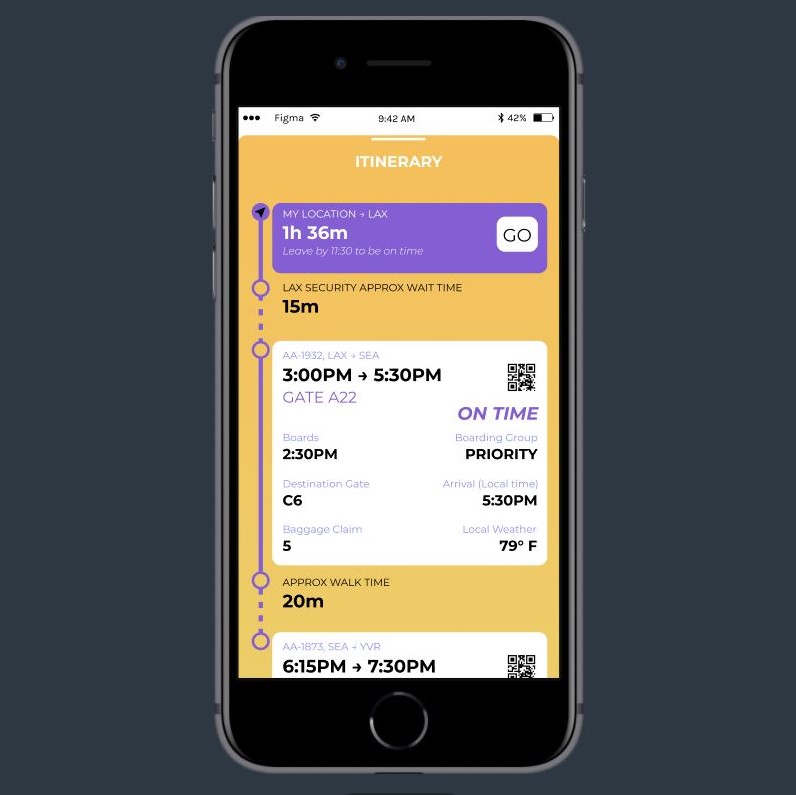 Figma 9:42 AM 42%
ITINERARY
MY LOCATION → LAX
1h 36m
GO
Leave by 11:30 to be on time
LAX SECURITY APPROX WAIT TIME
15m
AA-1932, LAX → SEA
3:00PM → 5:30PM
GATE A22
ON TIME
Boards Boarding Group
2:30PM PRIORITY
Destination Gate Arrival (Local time)
C6 5:30PM
Baggage Claim Local Weather
5 79° F
APPROX WALK TIME
20m
AA-1873, SEA → YVR
6:15PM → 7:30PM